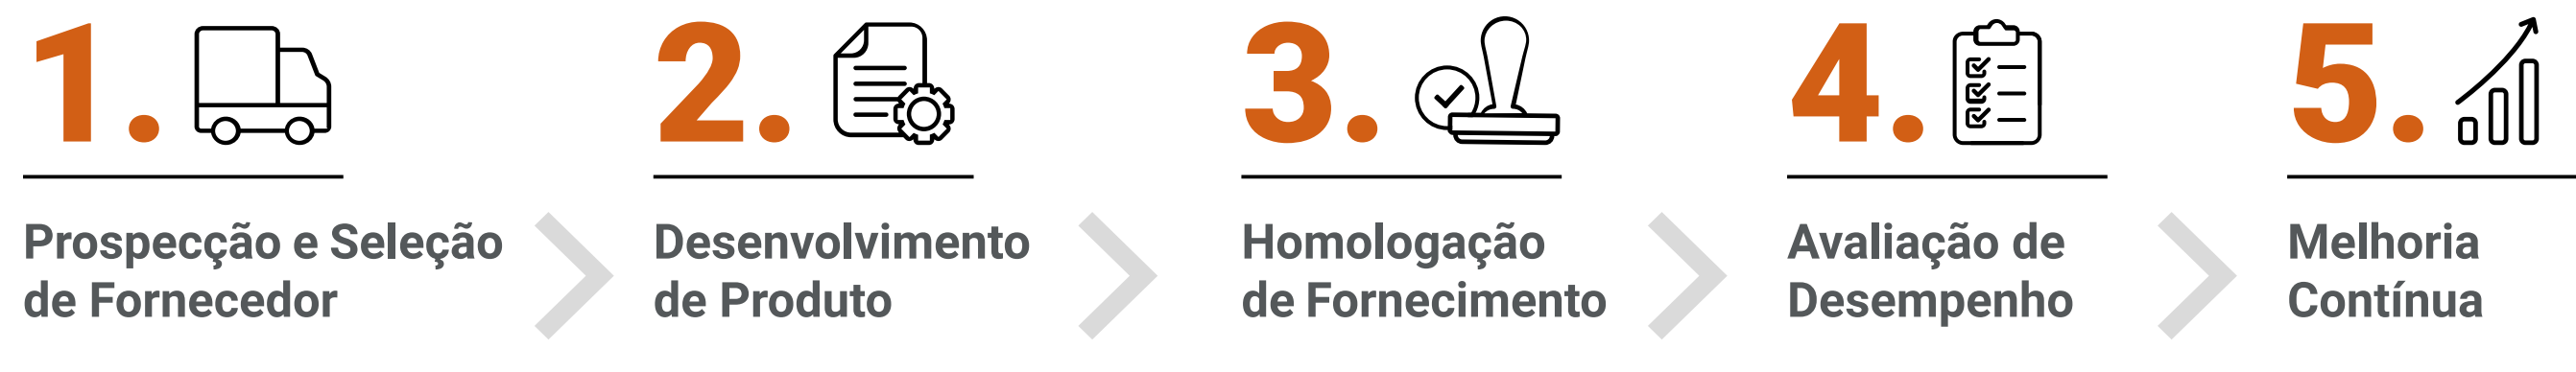 1.
Prospecção e Seleção
de Fornecedor
2.
Desenvolvimento
de Produto
3.
Homologação
de Fornecimento
4.
Avaliação de
Desempenho
5.
Melhoria
Contínua